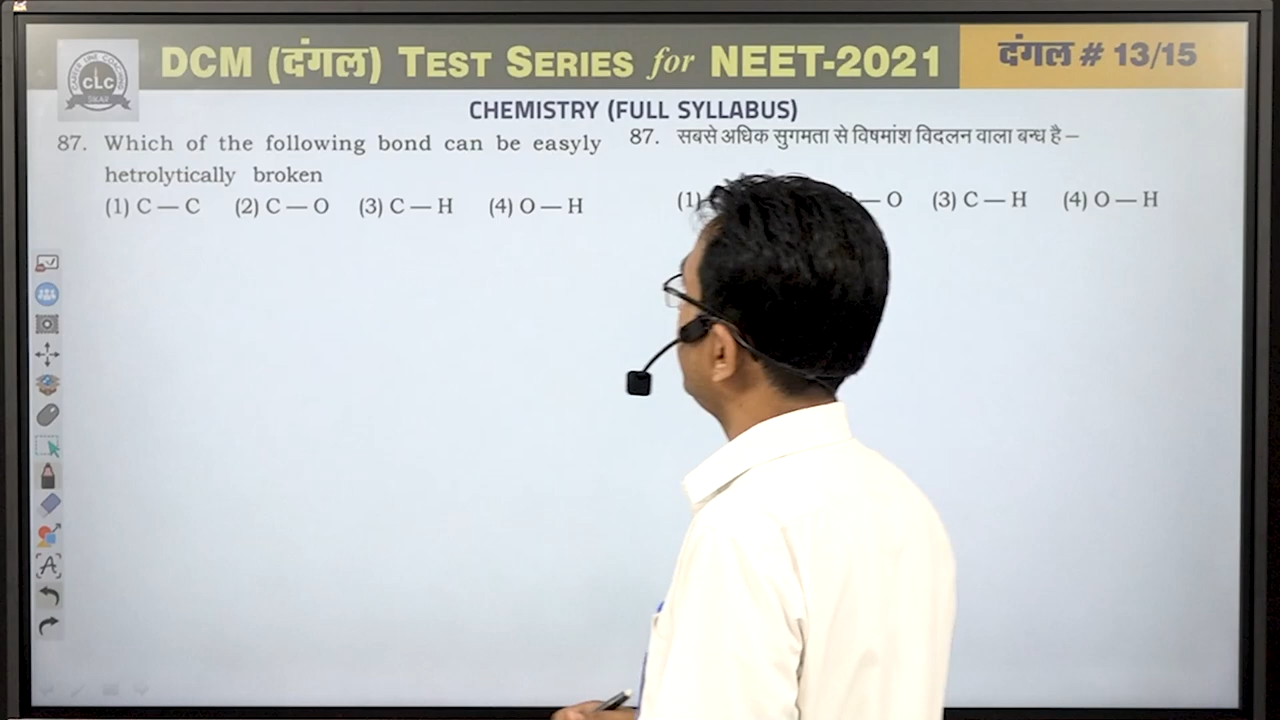 DCM (दंगल) TEST SERIES for NEET-2021
दंगल # 13/15
CLC
SIKAR
CHEMISTRY (FULL SYLLABUS)
87. Which of the following bond can be easyly
hetrolytically broken
(1) C — C (2) C — O (3) C — H (4) O — H
87. सबसे अधिक सुगमता से विषमांश विदलन वाला बन्ध है –
(1) — O (3) C — H (4) O — H